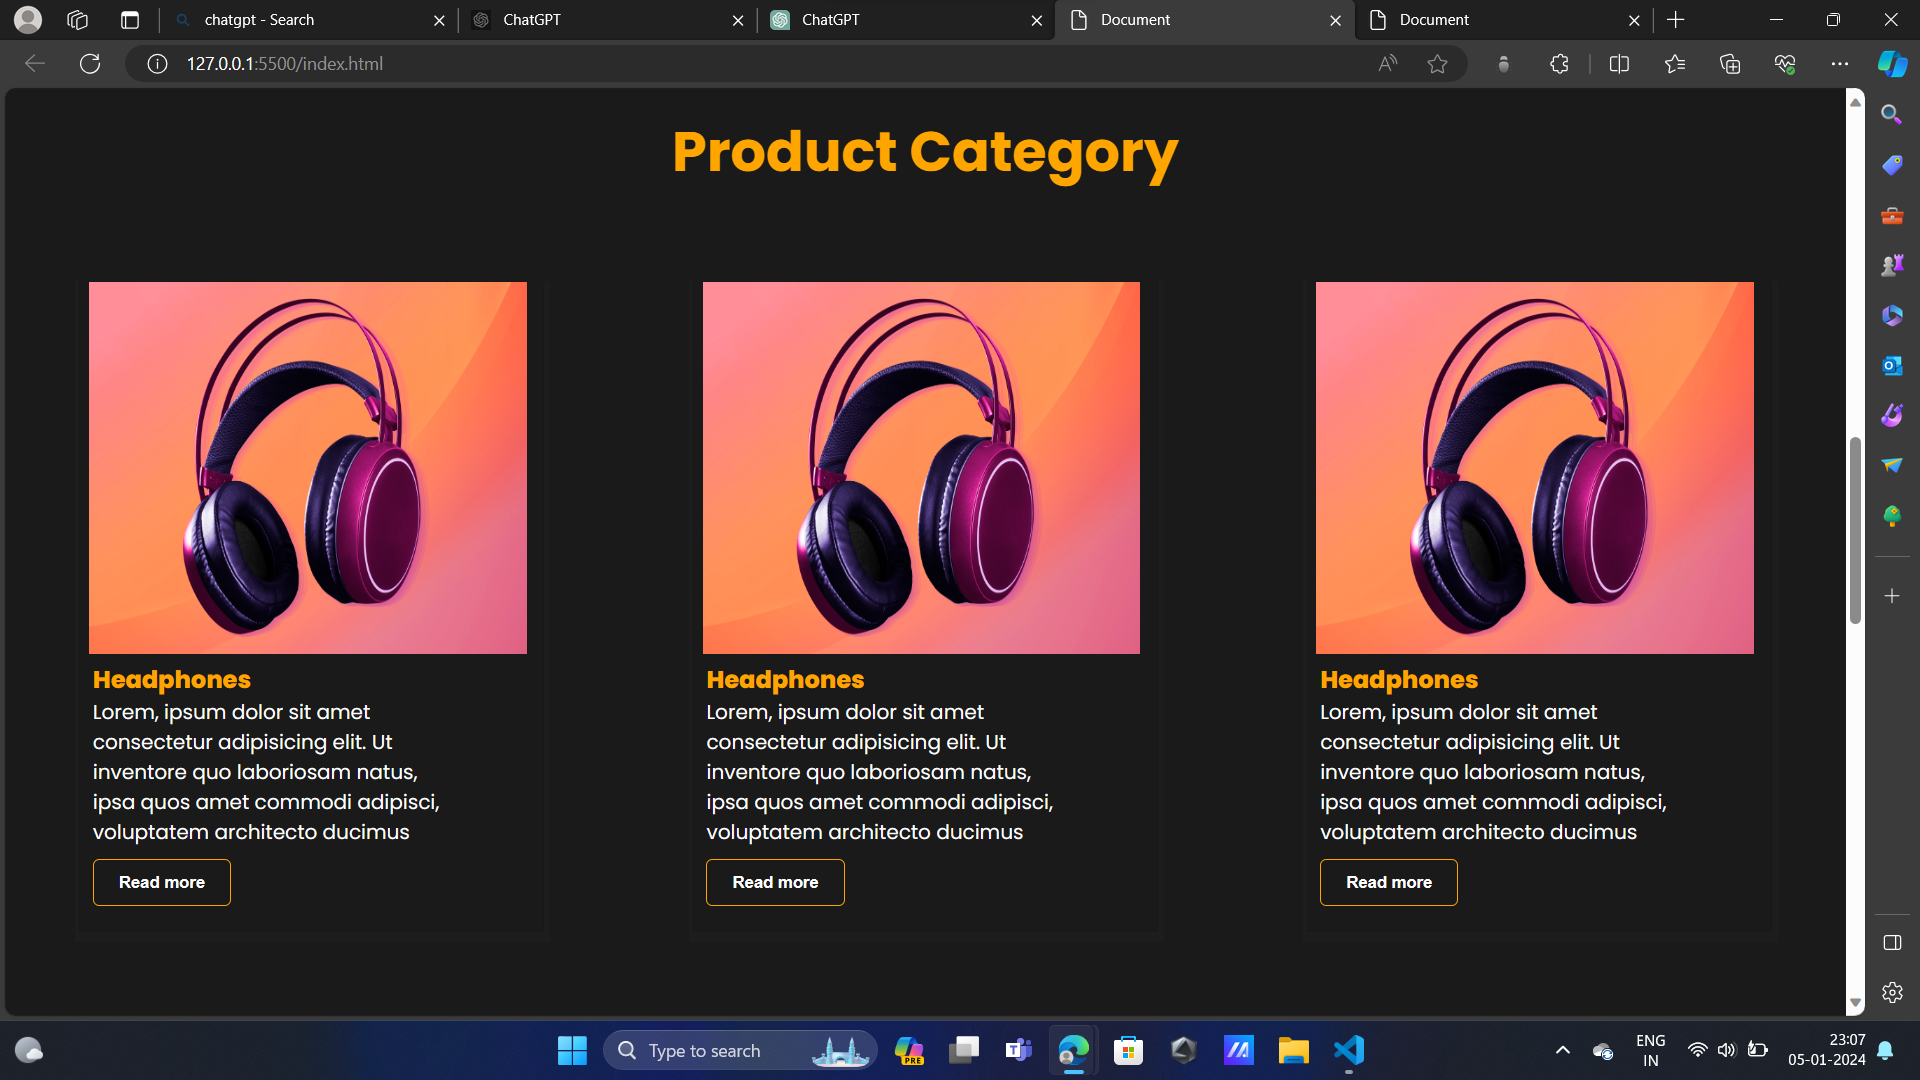 chatgpt - Search
ChatGPT
ChatGPT
Document
Document
127.0.0.1:5500/index.html
Product Category
Headphones
Lorem, ipsum dolor sit amet
consectetur adipisicing elit. Ut
inventore quo laboriosam natus,
ipsa quos amet commodi adipisci,
voluptatem architecto ducimus
Read more
Headphones
Lorem, ipsum dolor sit amet
consectetur adipisicing elit. Ut
inventore quo laboriosam natus,
ipsa quos amet commodi adipisci,
voluptatem architecto ducimus
Read more
Headphones
Lorem, ipsum dolor sit amet
consectetur adipisicing elit. Ut
inventore quo laboriosam natus,
ipsa quos amet commodi adipisci,
voluptatem architecto ducimus
Read more
Type to search
PRE
ENG
IN
23:07
05-01-2024